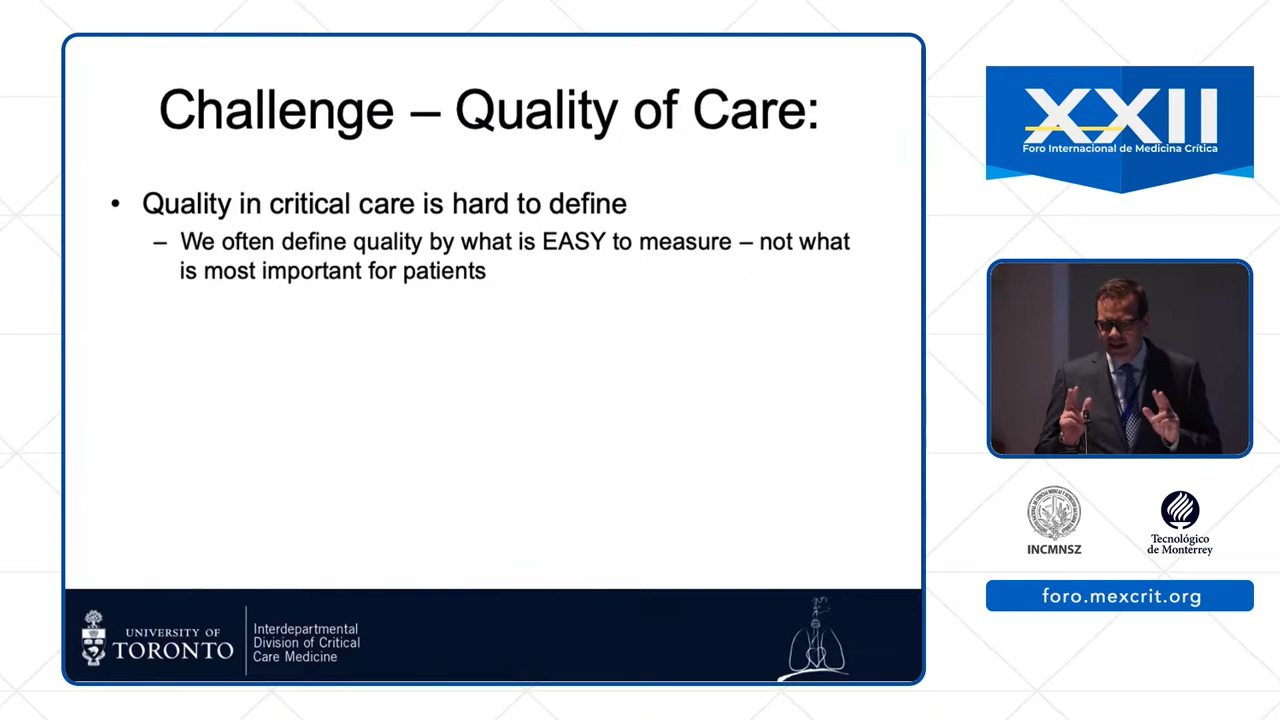 Challenge – Quality of Care:
• Quality in critical care is hard to define
– We often define quality by what is EASY to measure – not what
is most important for patients
UNIVERSITY OF
TORONTO
Interdepartmental
Division of Critical
Care Medicine
XXII
Foro Internacional de Medicina Crítica
INCMNSZ
Tecnológico
de Monterrey
foro.mexcrit.org